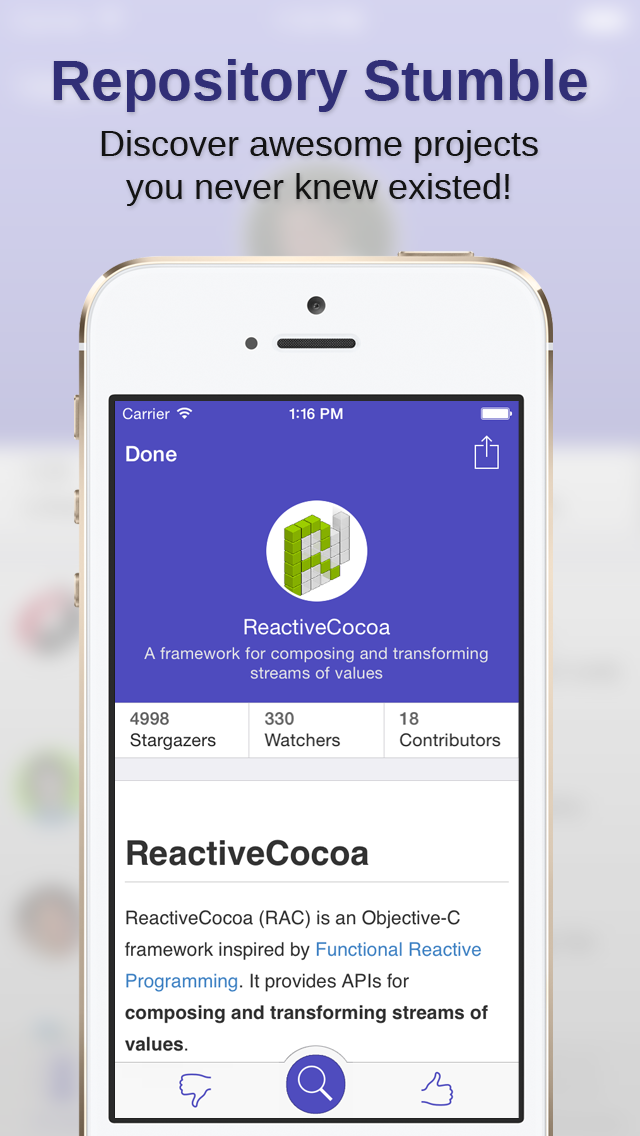 Repository Stumble
Discover awesome projects
you never knew existed!
Carrier 1:16 PM
Done
ReactiveCocoa
A framework for composing and transforming
streams of values
4998 330 18
Stargazers Watchers Contributors
ReactiveCocoa
ReactiveCocoa (RAC) is an Objective-C
framework inspired by Functional Reactive
Programming. It provides APIs for
composing and transforming streams of
values.